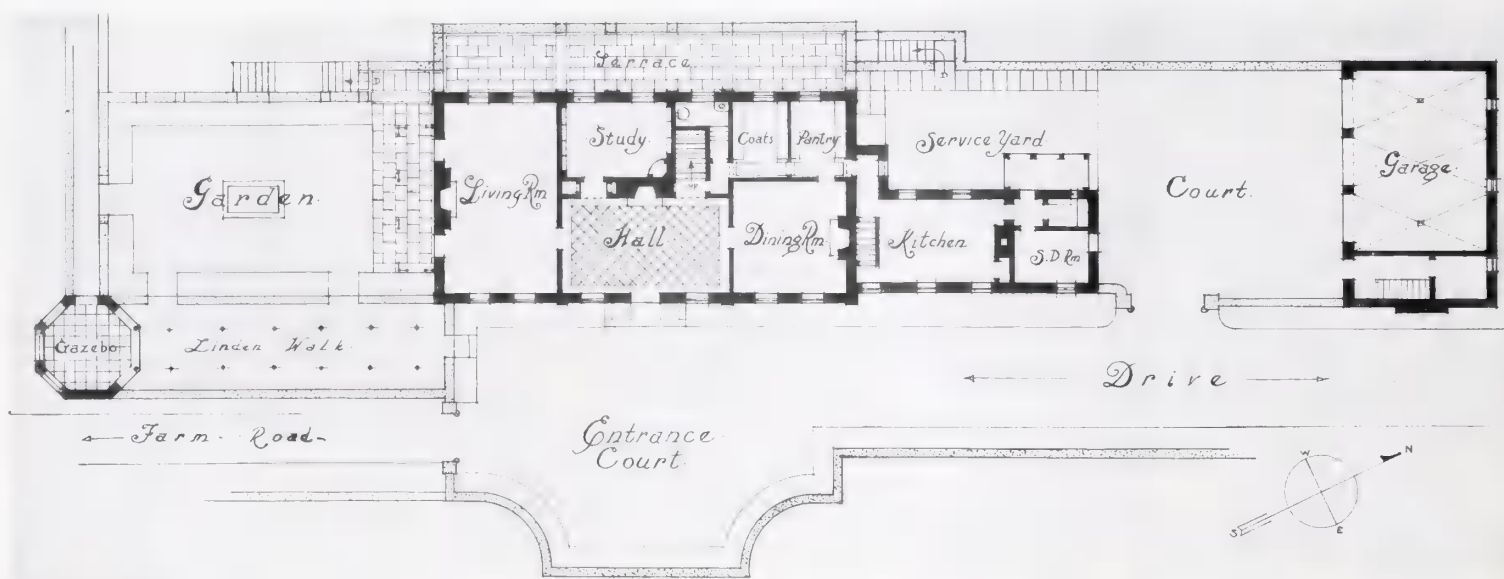 Terrace
Study
Coats
Pantry
Service Yard
Garage
Garden
Living Rm
Court
UP
Hall
Dining Rm
Kitchen
S.D.Rm
Gazebo
Linden Walk
Drive
Farm - Road -
Entrance
Court
W
N
S
E